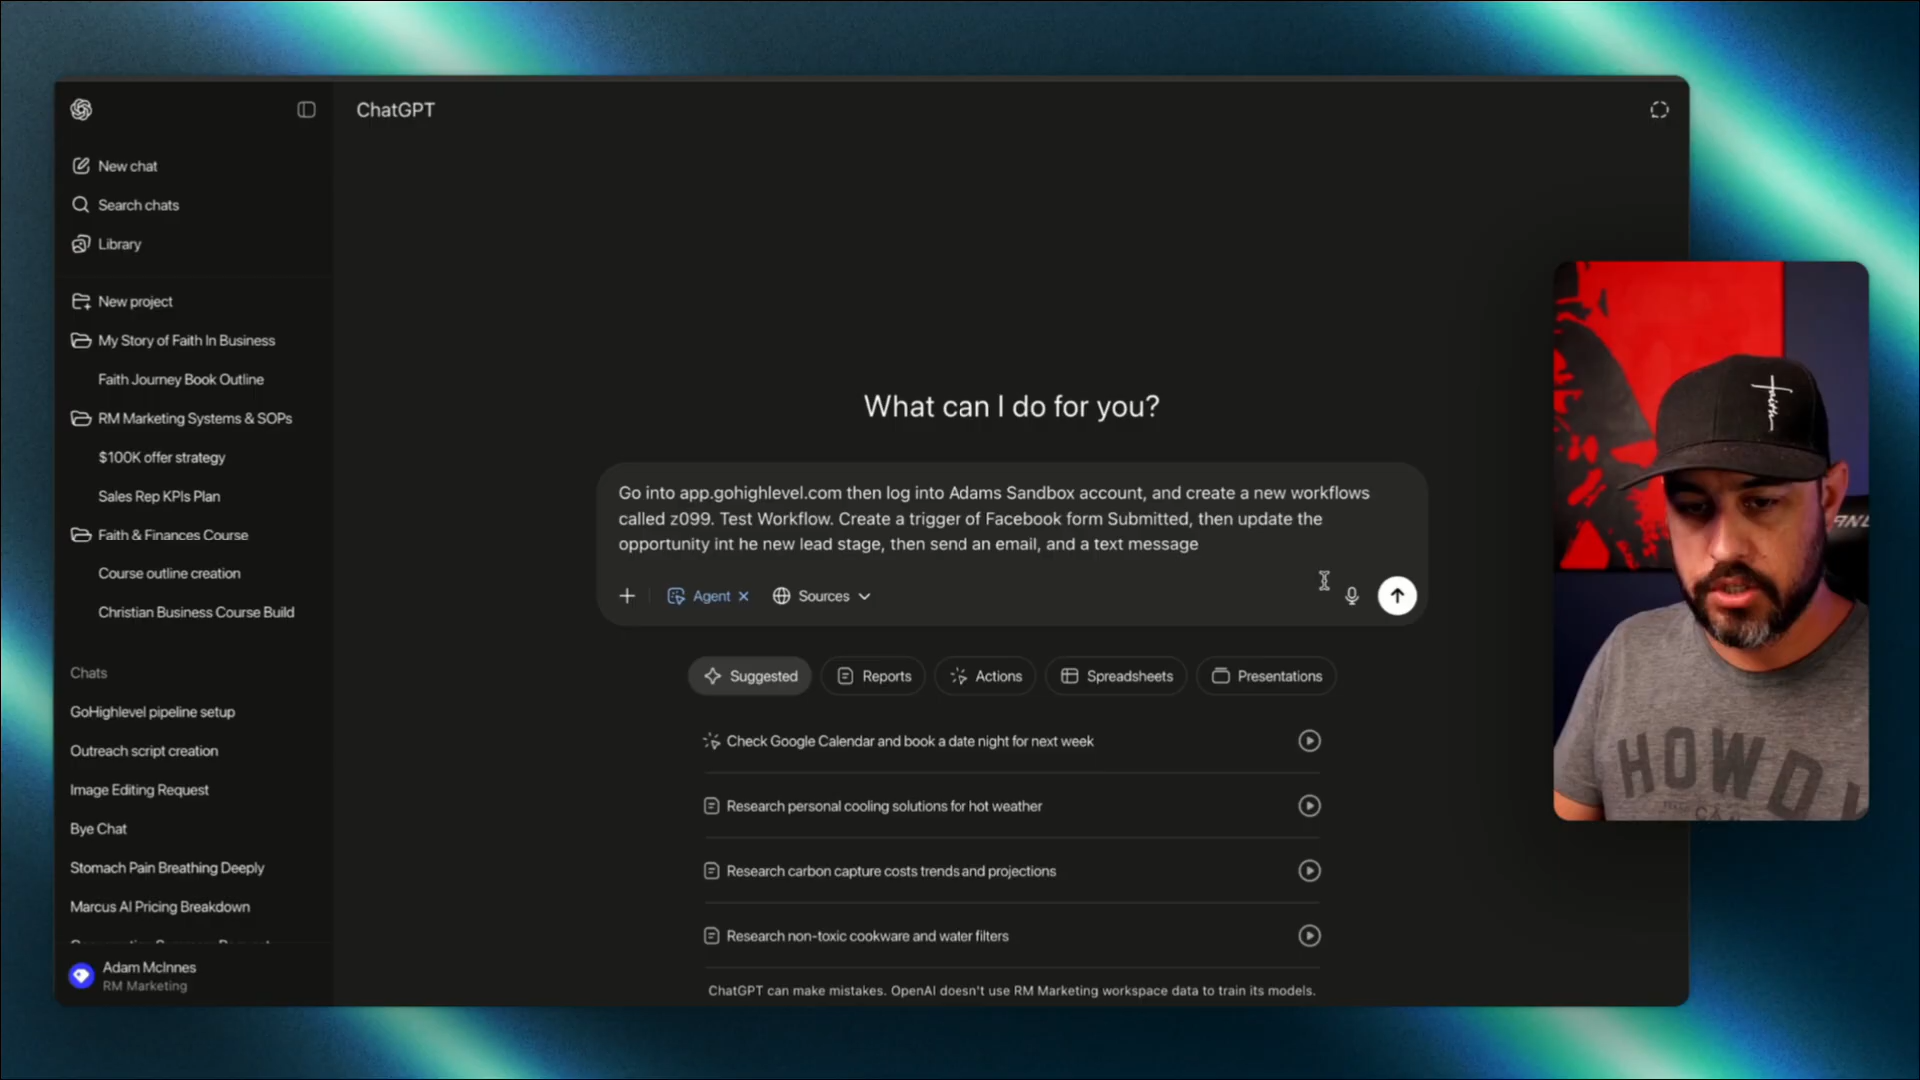 ChatGPT
New chat
Search chats
Library
New project
My Story of Faith In Business
Faith Journey Book Outline
RM Marketing Systems & SOPs
$100K offer strategy
Sales Rep KPIs Plan
Faith & Finances Course
Course outline creation
Christian Business Course Build
Chats
GoHighlevel pipeline setup
Outreach script creation
Image Editing Request
Bye Chat
Stomach Pain Breathing Deeply
Marcus AI Pricing Breakdown
Adam McInnes
RM Marketing
What can I do for you?
Go into app.gohighlevel.com then log into Adams Sandbox account, and create a new workflows
called z099. Test Workflow. Create a trigger of Facebook form Submitted, then update the
opportunity int he new lead stage, then send an email, and a text message
Agent
Sources
Suggested
Reports
Actions
Spreadsheets
Presentations
Check Google Calendar and book a date night for next week
Research personal cooling solutions for hot weather
Research carbon capture costs trends and projections
Research non-toxic cookware and water filters
ChatGPT can make mistakes. OpenAI doesn't use RM Marketing workspace data to train its models.
faith
HOWDY